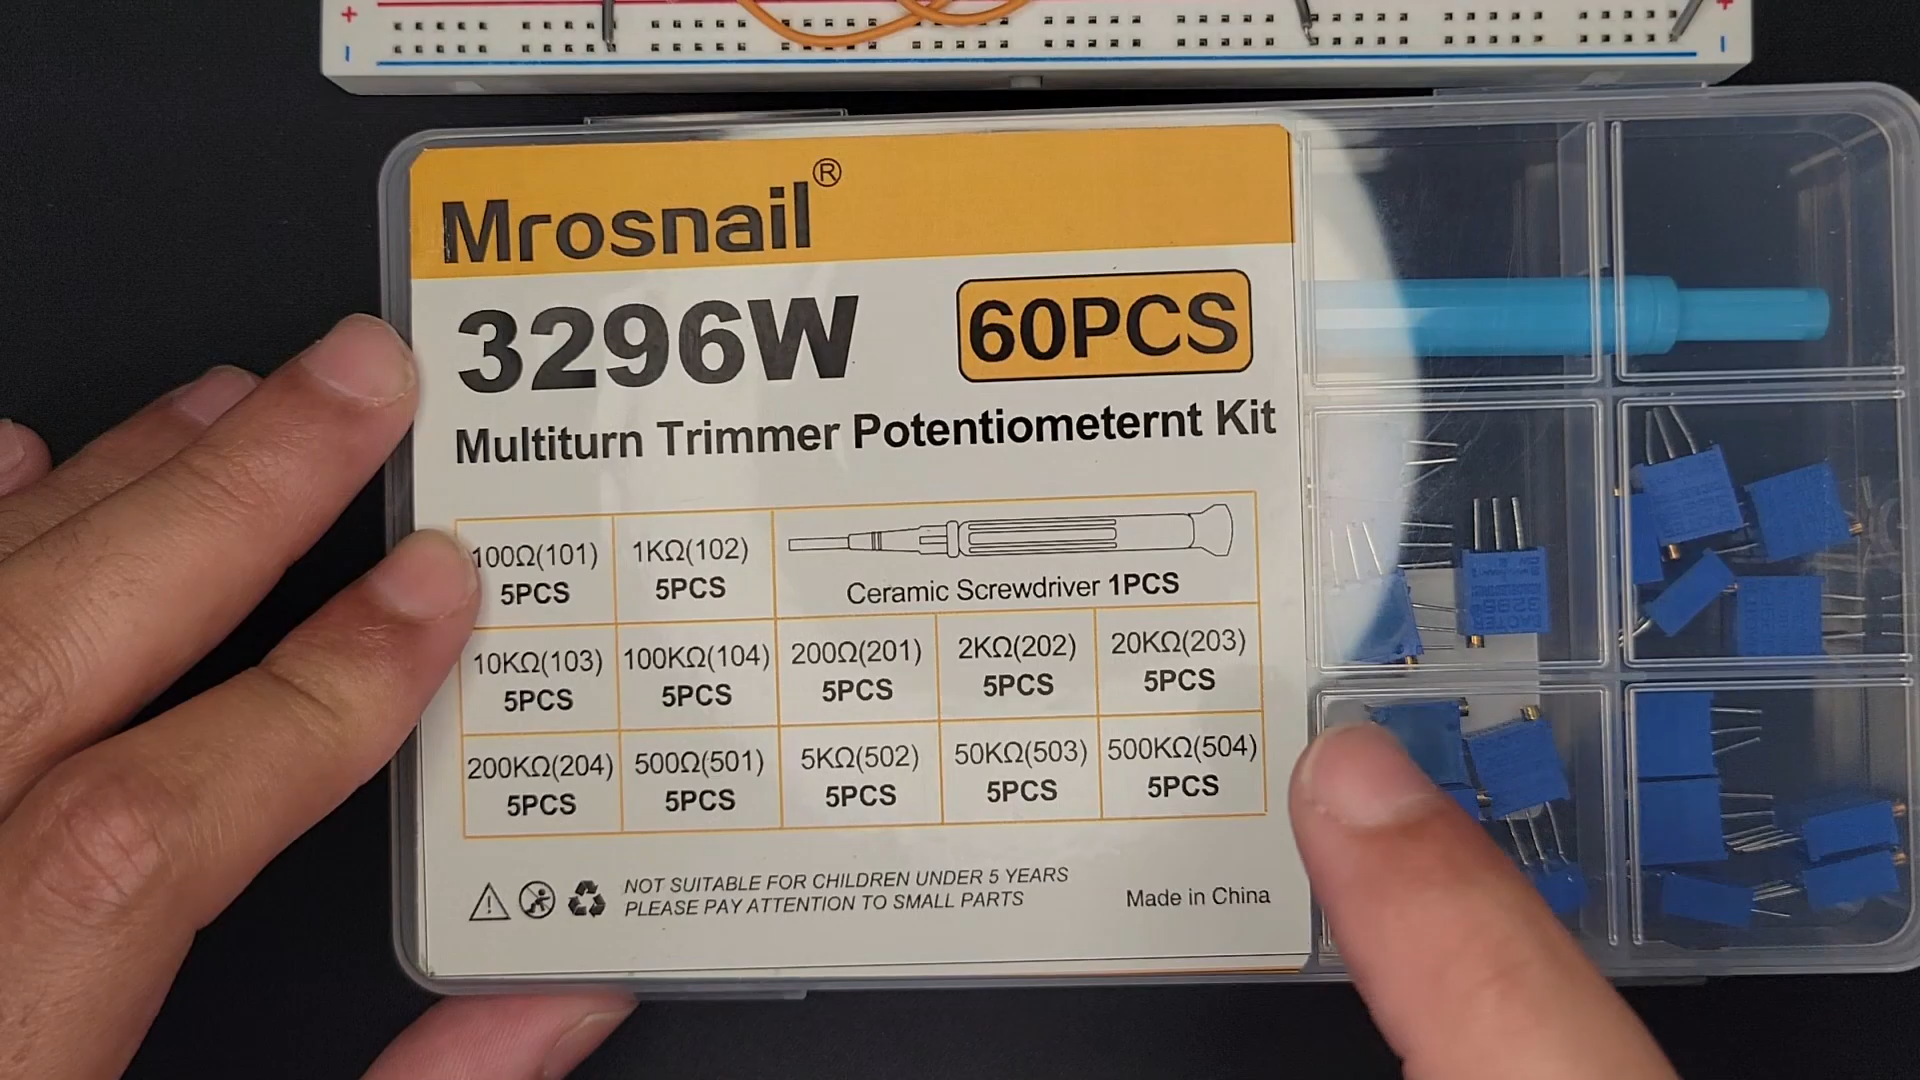 Mrosnail®
3296W
60PCS
Multiturn Trimmer Potentiometernt Kit
100Ω(101)
5PCS
1KΩ(102)
5PCS
Ceramic Screwdriver 1PCS
10KΩ(103)
5PCS
100KΩ(104)
5PCS
200Ω(201)
5PCS
2KΩ(202)
5PCS
20KΩ(203)
5PCS
200KΩ(204)
5PCS
500Ω(501)
5PCS
5KΩ(502)
5PCS
50KΩ(503)
5PCS
500KΩ(504)
5PCS
NOT SUITABLE FOR CHILDREN UNDER 5 YEARS
PLEASE PAY ATTENTION TO SMALL PARTS
Made in China
3296